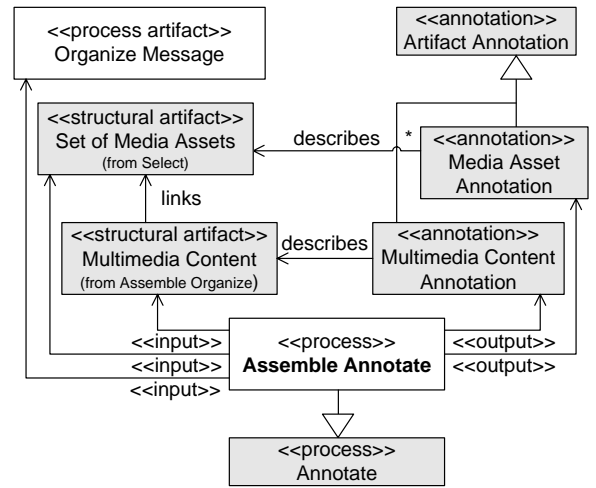 <<process artifact>>
Organize Message
<<annotation>>
Artifact Annotation
<<structural artifact>>
Set of Media Assets
(from Select)
describes
*
<<annotation>>
Media Asset
Annotation
links
<<structural artifact>>
Multimedia Content
(from Assemble Organize)
describes
<<annotation>>
Multimedia Content
Annotation
<<input>>
<<input>>
<<input>>
<<process>>
Assemble Annotate
<<output>>
<<output>>
<<process>>
Annotate